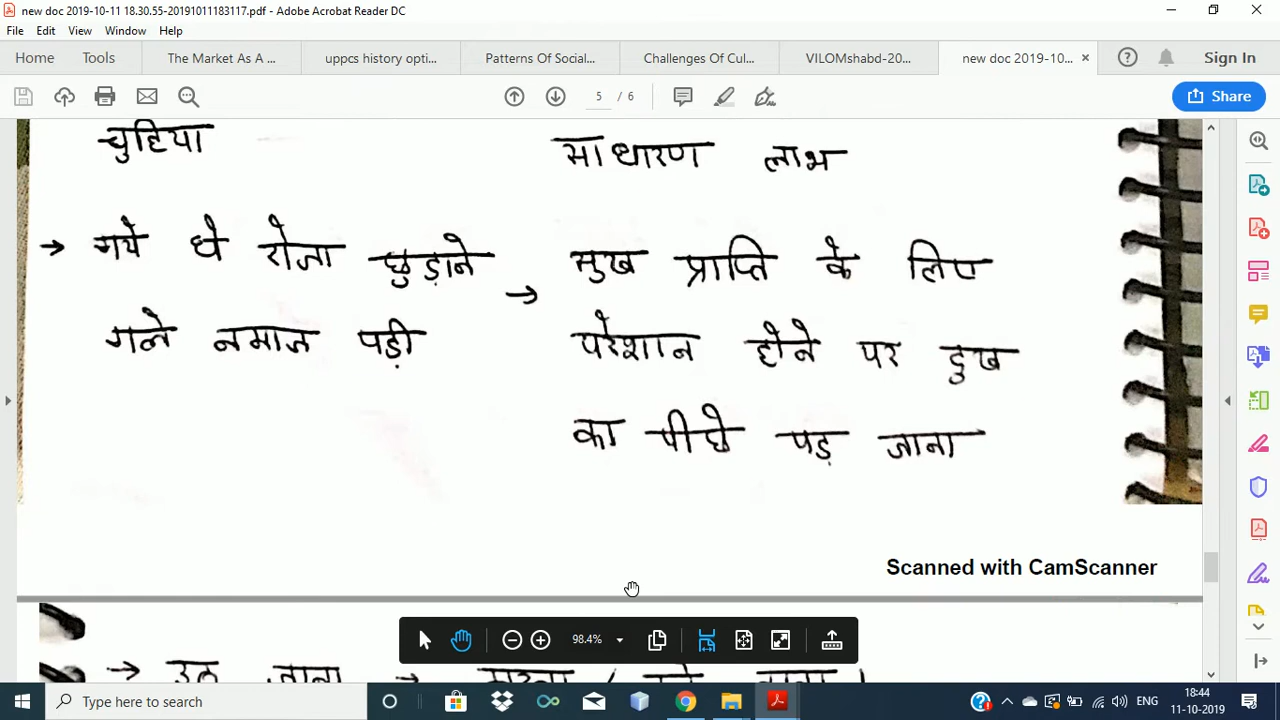 new doc 2019-10-11 18.30.55-20191011183117.pdf - Adobe Acrobat Reader DC
File Edit View Window Help
Home Tools The Market As A ... uppcs history opti... Patterns Of Social... Challenges Of Cul... VILOMshabd-20... new doc 2019-10... × Sign In
5 / 6 Share
चुहिया
साधारण लाभ
→ गये थे रोजा छुड़ाने
→ सुख प्राप्ति के लिए
गले नमाज पड़ी
परेशान होने पर दुख
का पीछे पड़ जाना
Scanned with CamScanner
98.4%
→ उठ जाना →
Type here to search
ENG
18:44
11-10-2019